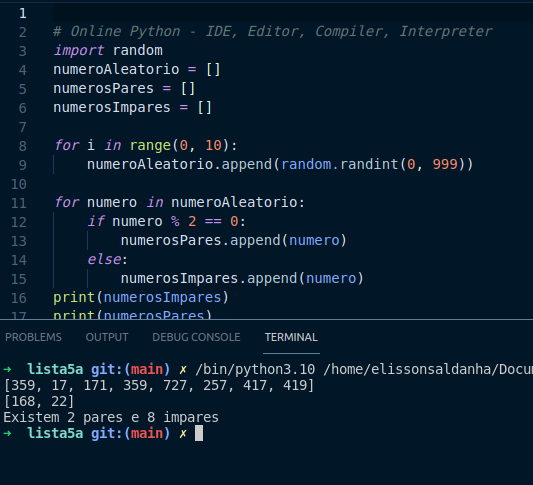 1
2 # Online Python - IDE, Editor, Compiler, Interpreter
3 import random
4 numeroAleatorio = []
5 numerosPares = []
6 numerosImpares = []
7
8 for i in range(0, 10):
9 numeroAleatorio.append(random.randint(0, 999))
10
11 for numero in numeroAleatorio:
12 if numero % 2 == 0:
13 numerosPares.append(numero)
14 else:
15 numerosImpares.append(numero)
16 print(numerosImpares)
17 print(numerosPares)
PROBLEMS OUTPUT DEBUG CONSOLE TERMINAL
➜ lista5a git:(main) ✗ /bin/python3.10 /home/elissonsaldanha/Docu
[359, 17, 171, 359, 727, 257, 417, 419]
[168, 22]
Existem 2 pares e 8 impares
➜ lista5a git:(main) ✗